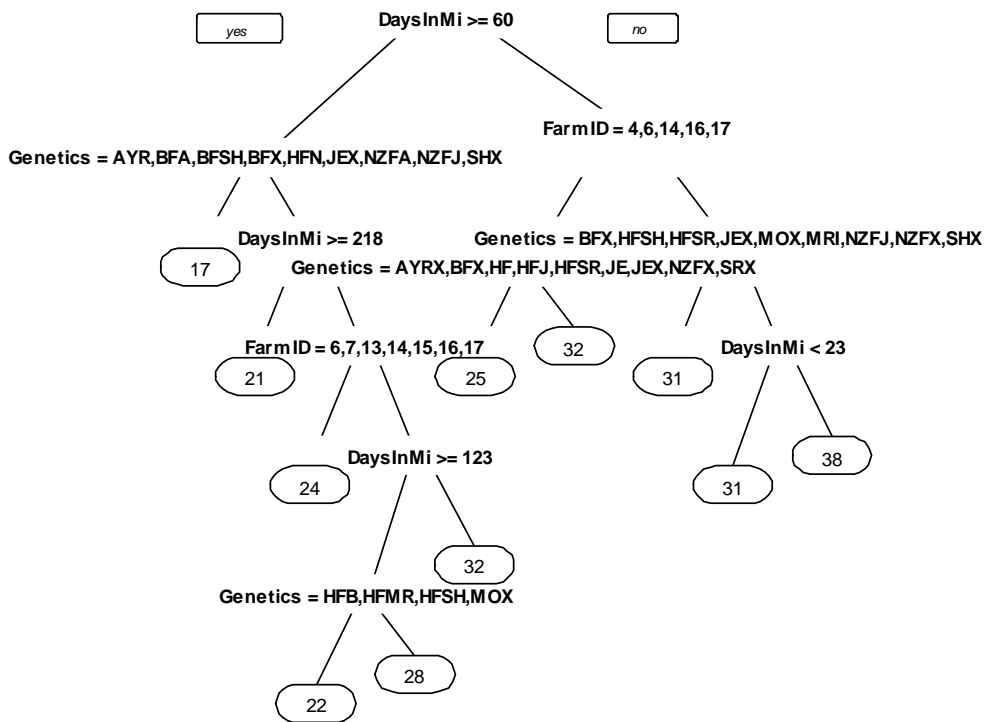 DaysInMi >= 60
yes
no
FarmID = 4,6,14,16,17
Genetics = AYR,BFA,BFSH,BFX,HFN,JEX,NZFA,NZFJ,SHX
DaysInMi >= 218
Genetics = BFX,HFSH,HFSR,JEX,MOX,MRI,NZFJ,NZFX,SHX
17
Genetics = AYRX,BFX,HF,HFJ,HFSR,JE,JEX,NZFX,SRX
FarmID = 6,7,13,14,15,16,17
32
DaysInMi < 23
21
25
31
DaysInMi >= 123
38
24
31
32
Genetics = HFB,HFMR,HFSH,MOX
28
22